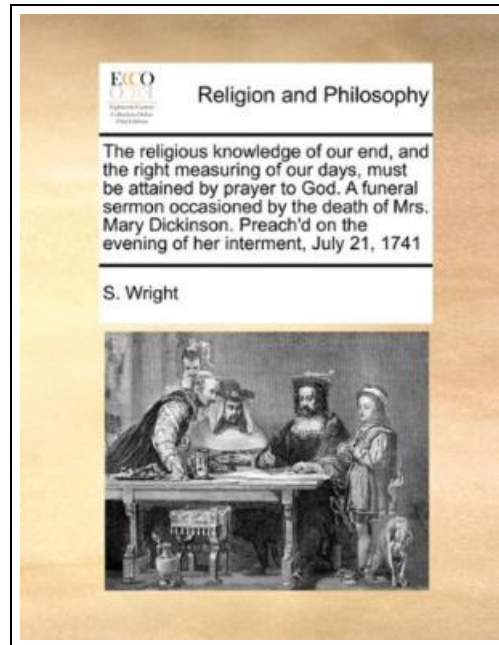 ECCO
Religion and Philosophy
The religious knowledge of our end, and
the right measuring of our days, must
be attained by prayer to God. A funeral
sermon occasioned by the death of Mrs.
Mary Dickinson. Preach'd on the
evening of her interment, July 21, 1741
S. Wright